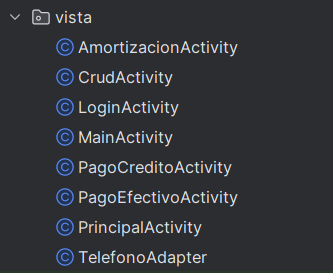 vista
AmortizacionActivity
CrudActivity
LoginActivity
MainActivity
PagoCreditoActivity
PagoEfectivoActivity
PrincipalActivity
TelefonoAdapter